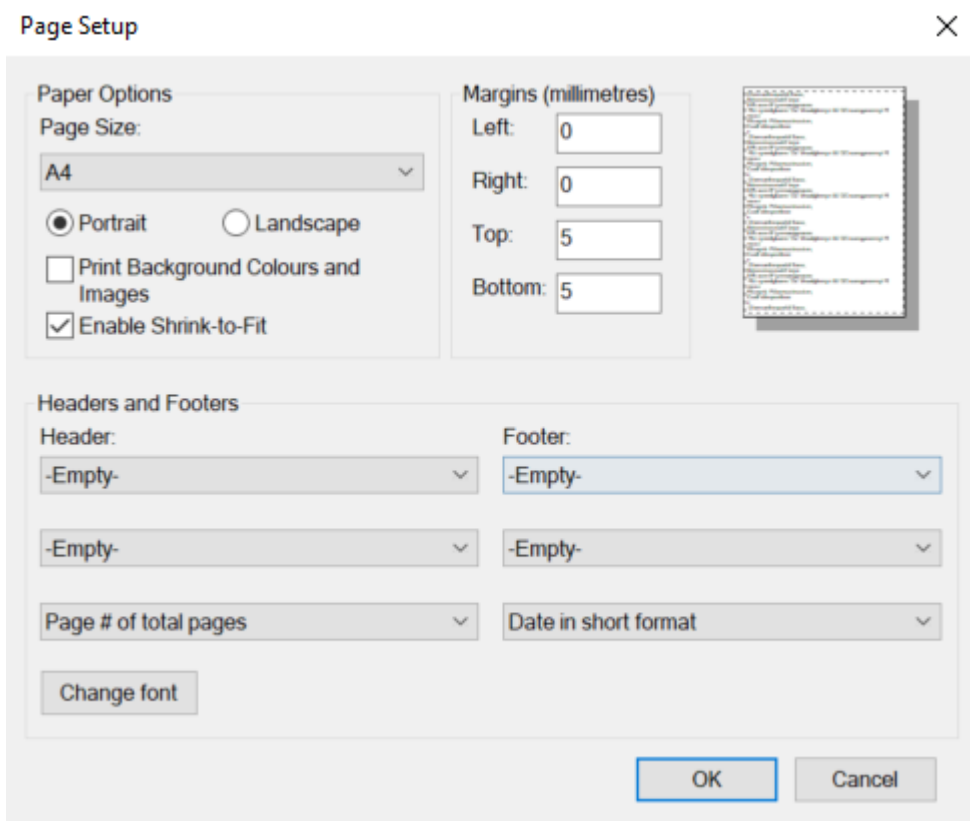 Page Setup
Paper Options
Page Size:
A4
Portrait
Landscape
Print Background Colours and
Images
Enable Shrink-to-Fit
Margins (millimetres)
Left: 0
Right: 0
Top: 5
Bottom: 5
Headers and Footers
Header:
Footer:
-Empty-
-Empty-
-Empty-
-Empty-
Page # of total pages
Date in short format
Change font
OK
Cancel